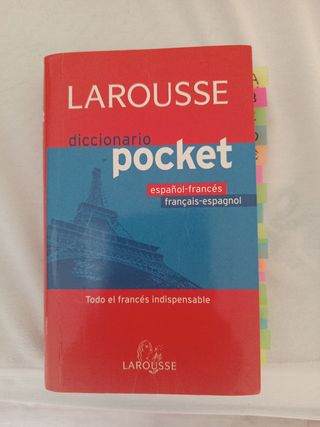 LAROUSSE
diccionario
pocket
español-francés
français-espagnol
Todo el francés indispensable
LAROUSSE
A
B
D